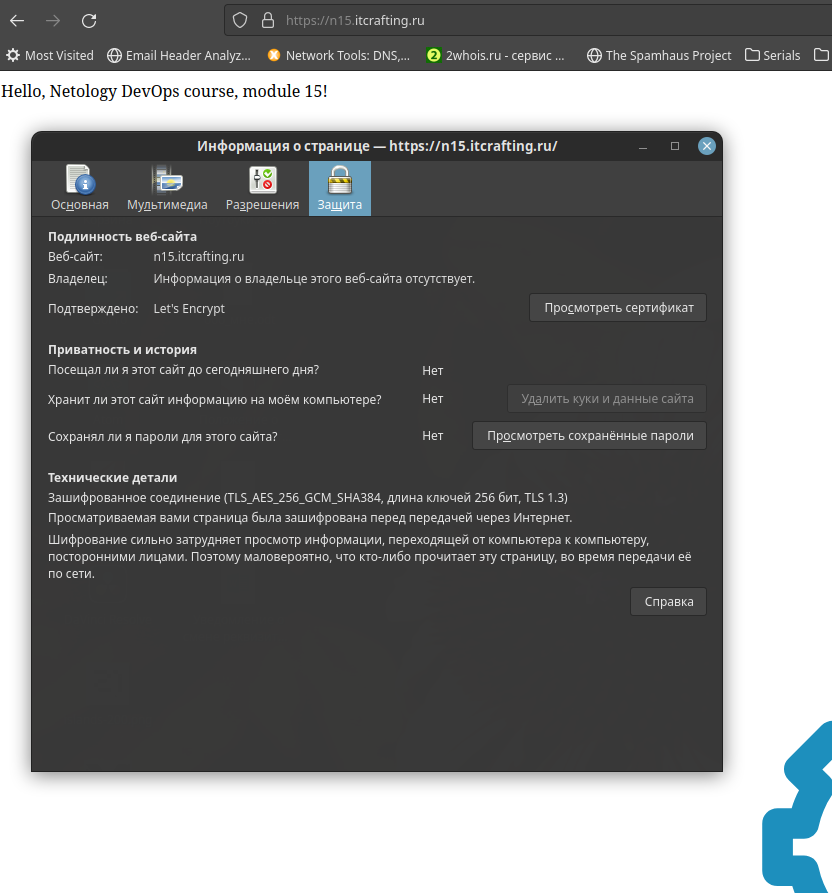 https://n15.itcrafting.ru
Most Visited Email Header Analyz... Network Tools: DNS,... 2 2whois.ru - сервис ... The Spamhaus Project Serials
Hello, Netology DevOps course, module 15!
Информация о странице — https://n15.itcrafting.ru/
Основная Мультимедиа Разрешения Защита
Подлинность веб-сайта
Веб-сайт: n15.itcrafting.ru
Владелец: Информация о владельце этого веб-сайта отсутствует.
Подтверждено: Let's Encrypt Просмотреть сертификат
Приватность и история
Посещал ли я этот сайт до сегодняшнего дня? Нет
Хранит ли этот сайт информацию на моём компьютере? Нет Удалить куки и данные сайта
Сохранял ли я пароли для этого сайта? Нет Просмотреть сохранённые пароли
Технические детали
Зашифрованное соединение (TLS_AES_256_GCM_SHA384, длина ключей 256 бит, TLS 1.3)
Просматриваемая вами страница была зашифрована перед передачей через Интернет.
Шифрование сильно затрудняет просмотр информации, переходящей от компьютера к компьютеру,
посторонними лицами. Поэтому маловероятно, что кто-либо прочитает эту страницу, во время передачи её
по сети.
Справка